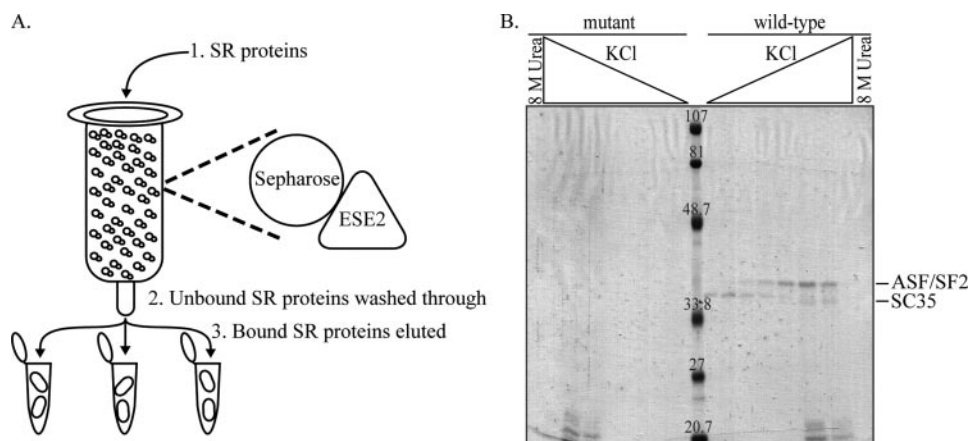 A.
1. SR proteins
Sepharose
ESE2
2. Unbound SR proteins washed through
3. Bound SR proteins eluted
B.
mutant
wild-type
8 M Urea
KCl
KCl
8 M Urea
107
81
48,7
33,8
27
20.7
ASF/SF2
SC35